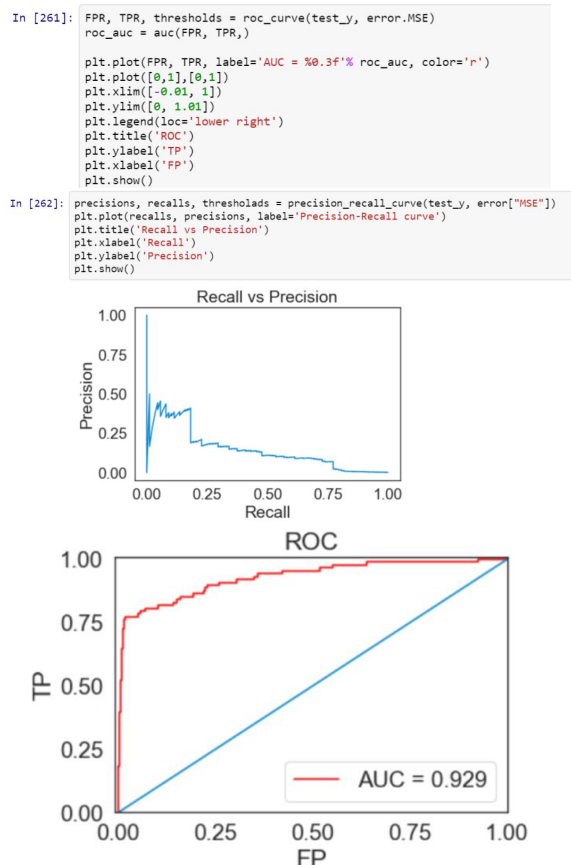 In [261]: FPR, TPR, thresholds = roc_curve(test_y, error.MSE)
roc_auc = auc(FPR, TPR,)
plt.plot(FPR, TPR, label='AUC = %0.3f'% roc_auc, color='r')
plt.plot([0,1],[0,1])
plt.xlim([-0.01, 1])
plt.ylim([0, 1.01])
plt.legend(loc='lower right')
plt.title('ROC')
plt.ylabel('TP')
plt.xlabel('FP')
plt.show()
In [262]: precisions, recalls, thresholads = precision_recall_curve(test_y, error["MSE"])
plt.plot(recalls, precisions, label='Precision-Recall curve')
plt.title('Recall vs Precision')
plt.xlabel('Recall')
plt.ylabel('Precision')
plt.show()
Recall vs Precision
1.00
0.75
0.50
0.25
0.00
Precision
0.00 0.25 0.50 0.75 1.00
Recall
ROC
1.00
0.75
0.50
0.25
0.00
TP
AUC = 0.929
0.00 0.25 0.50 0.75 1.00
FP